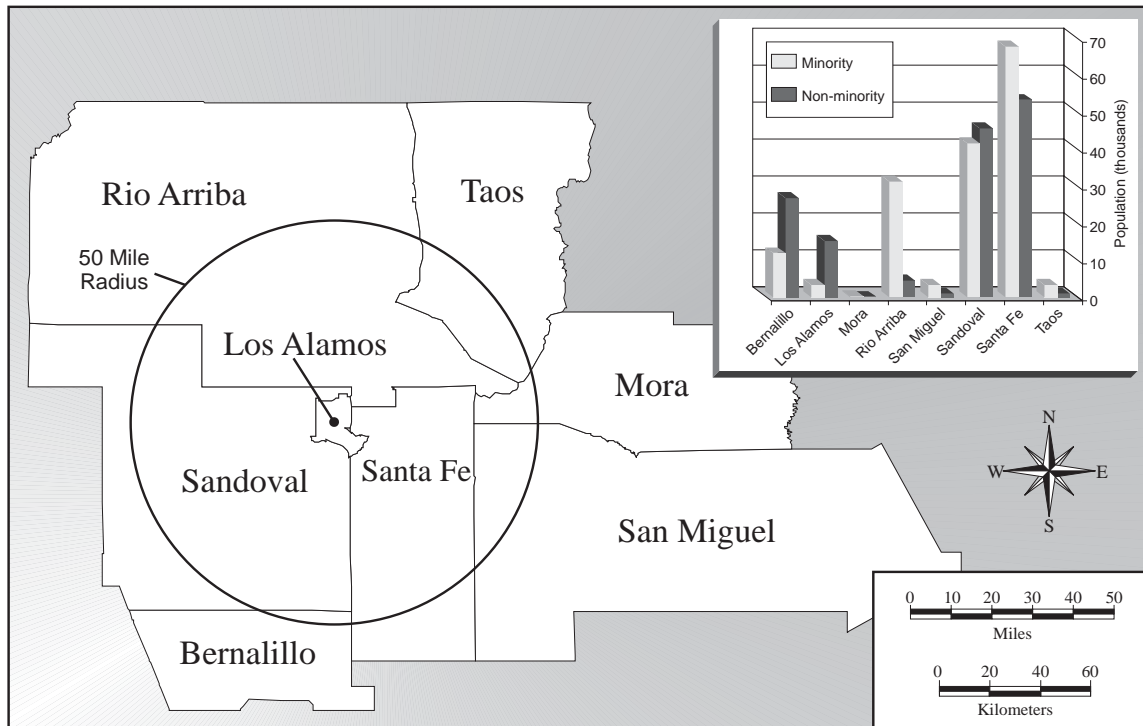 Rio Arriba
Taos
50 Mile
Radius
Los Alamos
Mora
Sandoval
Santa Fe
San Miguel
Bernalillo
Minority
Non-minority
70
60
50
40
30
20
10
0
Population (thousands)
Bernalillo
Los Alamos
Mora
Rio Arriba
San Miguel
Sandoval
Santa Fe
Taos
N
W E
S
0 10 20 30 40 50
Miles
0 20 40 60
Kilometers